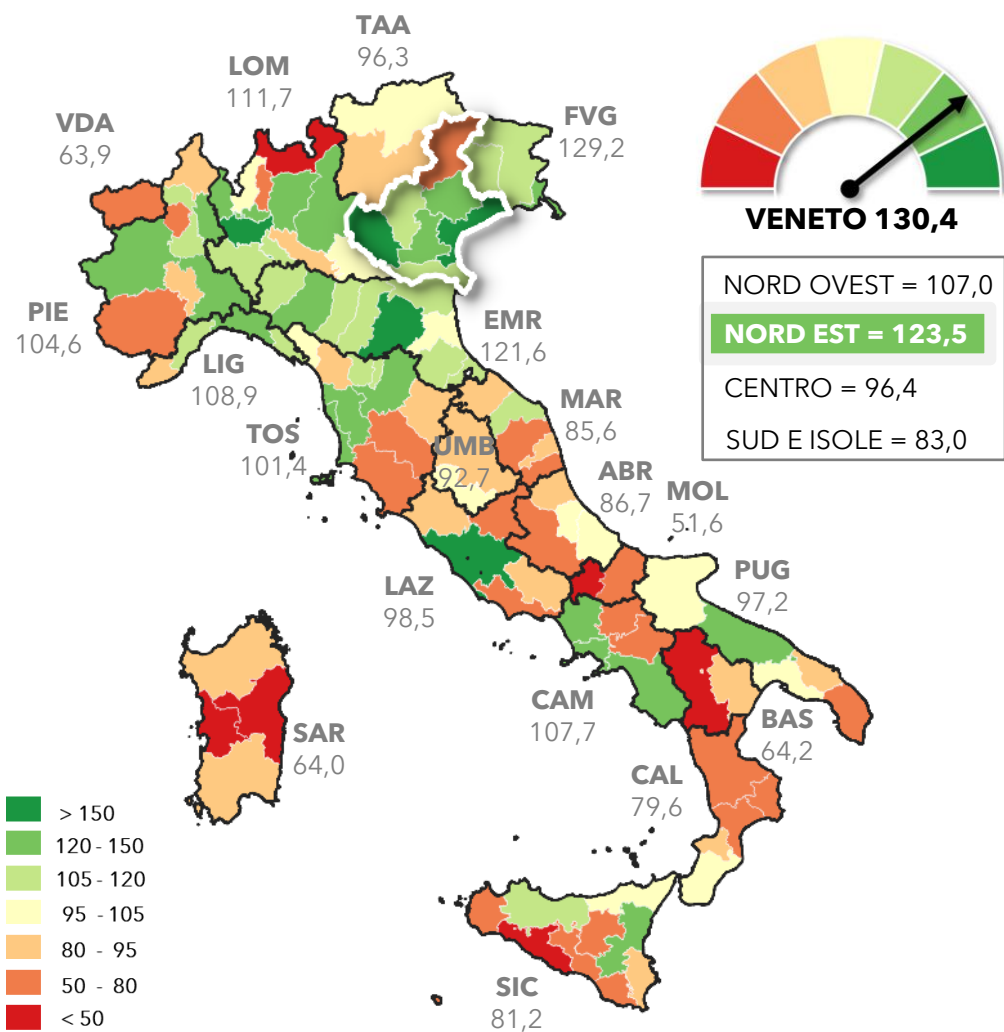 TAA
96,3
LOM
111,7
VDA
63,9
FVG
129,2
VENETO 130,4
NORD OVEST = 107,0
NORD EST = 123,5
CENTRO = 96,4
SUD E ISOLE = 83,0
PIE
104,6
LIG
108,9
EMR
121,6
TOS
101,4
MAR
85,6
UMB
92,7
ABR
86,7
MOL
51,6
LAZ
98,5
PUG
97,2
CAM
107,7
BAS
64,2
SAR
64,0
CAL
79,6
SIC
81,2
> 150
120 - 150
105 - 120
95 - 105
80 - 95
50 - 80
< 50